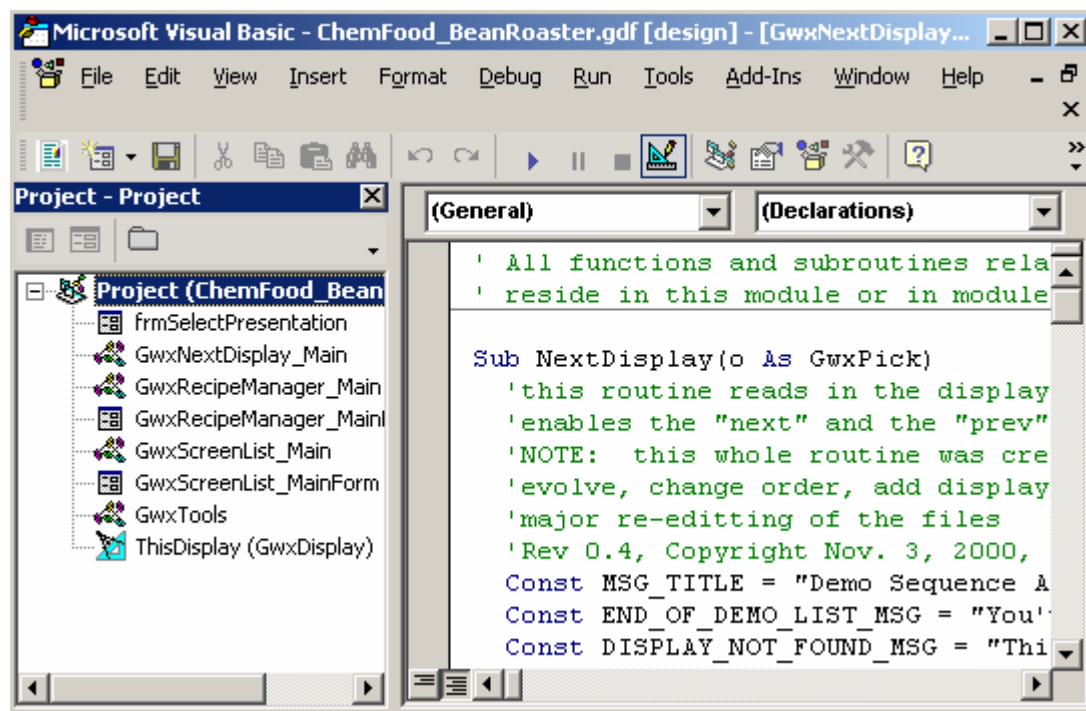 Microsoft Visual Basic - ChemFood_BeanRoaster.gdf [design] - [GwxNextDisplay...
File Edit View Insert Format Debug Run Tools Add-Ins Window Help
Project - Project
Project (ChemFood_Bean
frmSelectPresentation
GwxNextDisplay_Main
GwxRecipeManager_Main
GwxRecipeManager_Main
GwxScreenList_Main
GwxScreenList_MainForm
GwxTools
ThisDisplay (GwxDisplay)
(General) (Declarations)
' All functions and subroutines rela
' reside in this module or in module
Sub NextDisplay(o As GwxPick)
'this routine reads in the display
'enables the "next" and the "prev"
'NOTE: this whole routine was cre
'evolve, change order, add display
'major re-editting of the files
'Rev 0.4, Copyright Nov. 3, 2000,
Const MSG_TITLE = "Demo Sequence A
Const END_OF_DEMO_LIST_MSG = "You'
Const DISPLAY_NOT_FOUND_MSG = "Thi